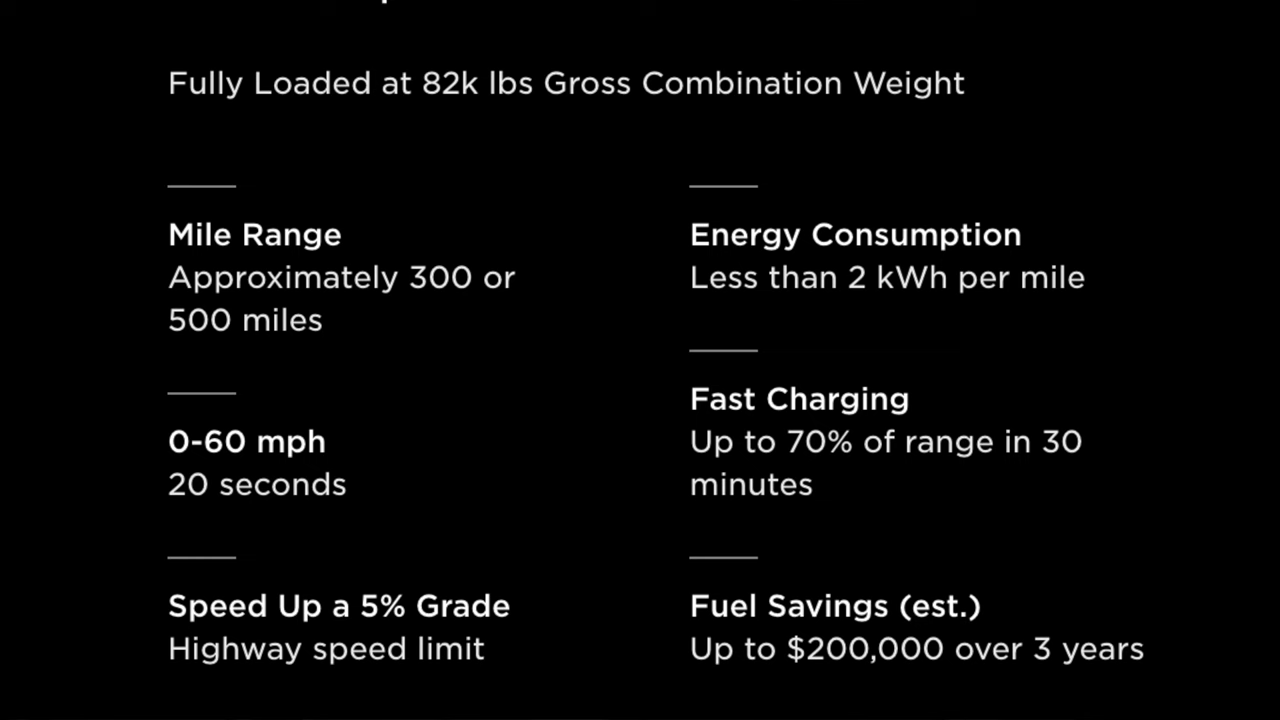 Fully Loaded at 82k lbs Gross Combination Weight
Mile Range
Approximately 300 or
500 miles
0-60 mph
20 seconds
Speed Up a 5% Grade
Highway speed limit
Energy Consumption
Less than 2 kWh per mile
Fast Charging
Up to 70% of range in 30
minutes
Fuel Savings (est.)
Up to $200,000 over 3 years